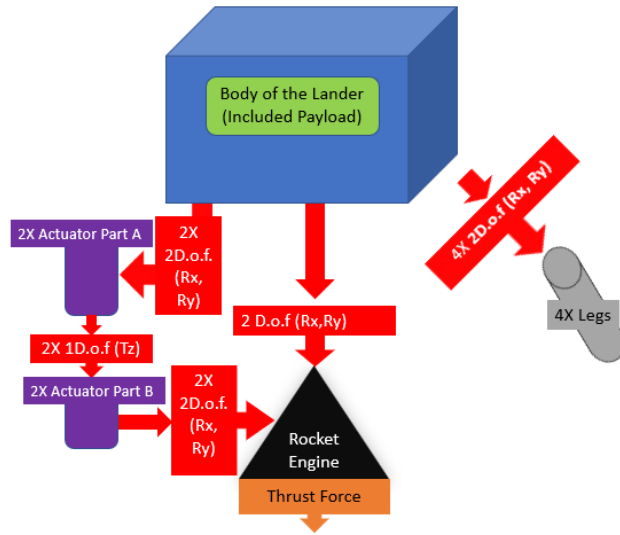 Body of the Lander
(Included Payload)
4X 2D.o.f (Rx, Ry)
4X Legs
2X Actuator Part A
2X
2D.o.f.
(Rx,
Ry)
2 D.o.f (Rx,Ry)
2X 1D.o.f (Tz)
2X Actuator Part B
2X
2D.o.f.
(Rx,
Ry)
Rocket
Engine
Thrust Force